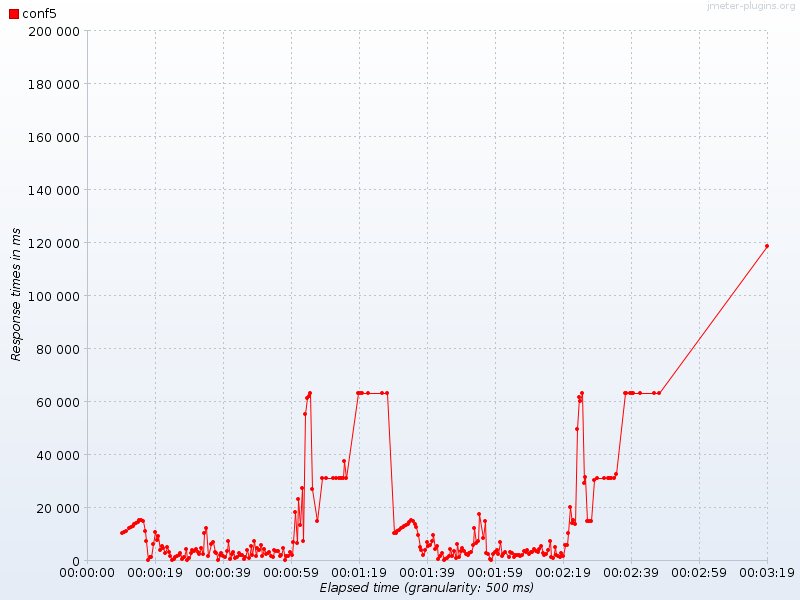 jmeter-plugins.org
conf5
200 000
180 000
160 000
140 000
120 000
100 000
80 000
60 000
40 000
20 000
0
Response times in ms
00:00:00 00:00:19 00:00:39 00:00:59 00:01:19 00:01:39 00:01:59 00:02:19 00:02:39 00:02:59 00:03:19
Elapsed time (granularity: 500 ms)